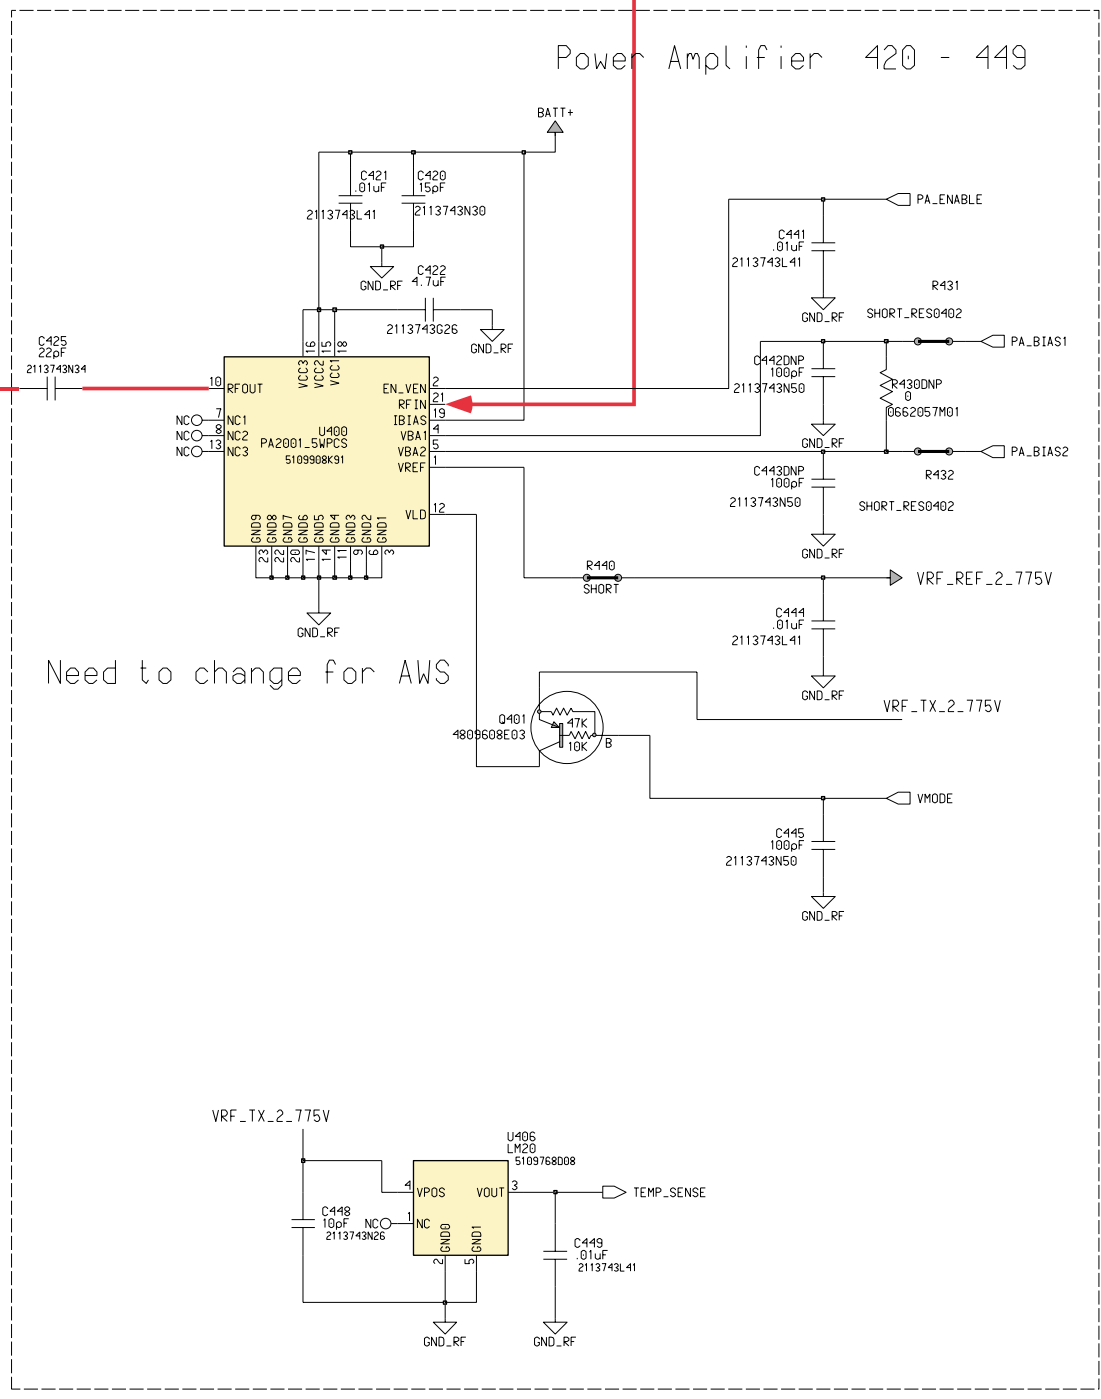 Power Amplifier 420 - 449
BATT+
C421
.01uF
2113743L41
C420
15pF
2113743N30
GND_RF
C422
4.7uF
2113743G26
GND_RF
PA_ENABLE
C441
.01uF
2113743L41
GND_RF
R431
SHORT_RES0402
PA_BIAS1
C442DNP
100pF
2113743N50
GND_RF
R430DNP
0
0662057M01
PA_BIAS2
R432
SHORT_RES0402
C443DNP
100pF
2113743N50
GND_RF
C425
22pF
2113743N34
16 15 18
VCC3 VCC2 VCC1
10 RFOUT
EN_VEN 2
RFIN 21
NC 7 NC1
IBIAS 19
NC 8 NC2
VBA1 4
NC 13 NC3
VBA2 5
U400
PA2001_5WPCS
5109908K91
VREF 1
VLD 12
GND9 GND8 GND7 GND6 GND5 GND4 GND3 GND2 GND1
23 22 20 17 14 11 9 6 3
GND_RF
R440
SHORT
VRF_REF_2_775V
C444
.01uF
2113743L41
GND_RF
Need to change for AWS
VRF_TX_2_775V
Q401
4809608E03
47K
10K
B
VMODE
C445
100pF
2113743N50
GND_RF
VRF_TX_2_775V
U406
LM20
5109768D08
4 VPOS
VOUT 3
TEMP_SENSE
NC 1 NC
GND0 GND1
2 5
C448
10pF
2113743N26
C449
.01uF
2113743L41
GND_RF
GND_RF